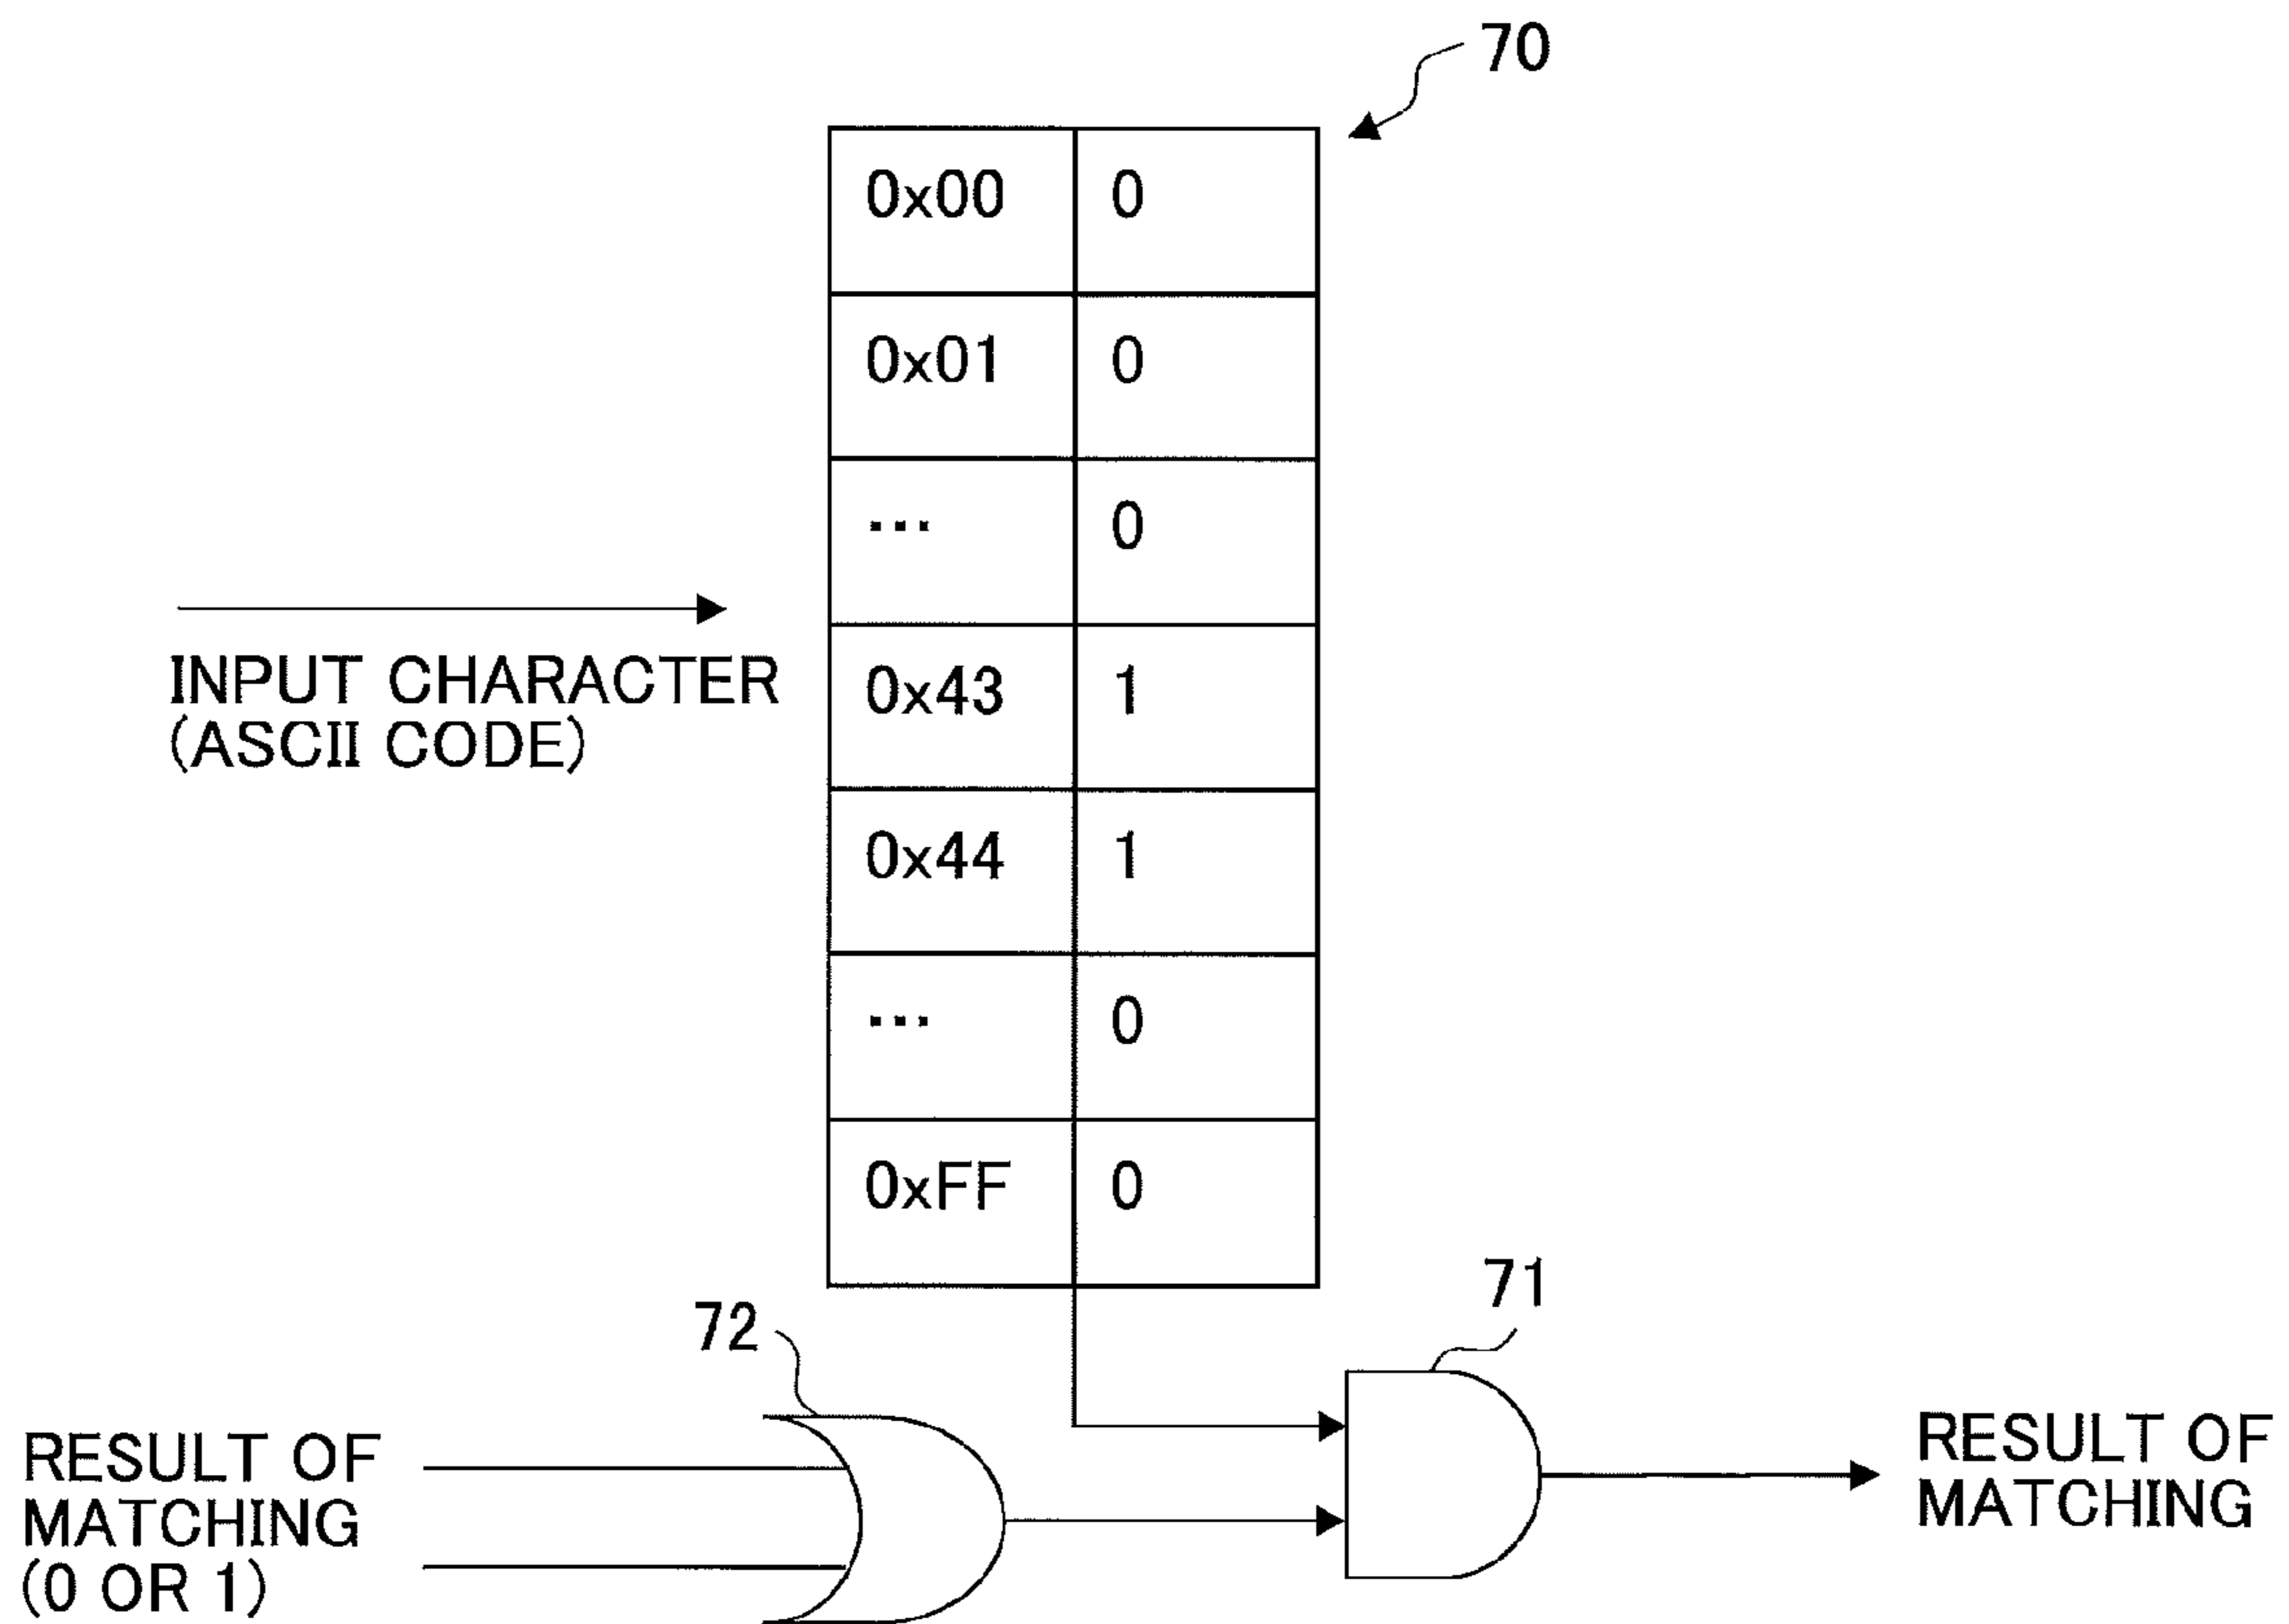 70
0x00 0
0x01 0
... 0
0x43 1
0x44 1
... 0
0xFF 0
INPUT CHARACTER
(ASCII CODE)
72
71
RESULT OF
MATCHING
(0 OR 1)
RESULT OF
MATCHING